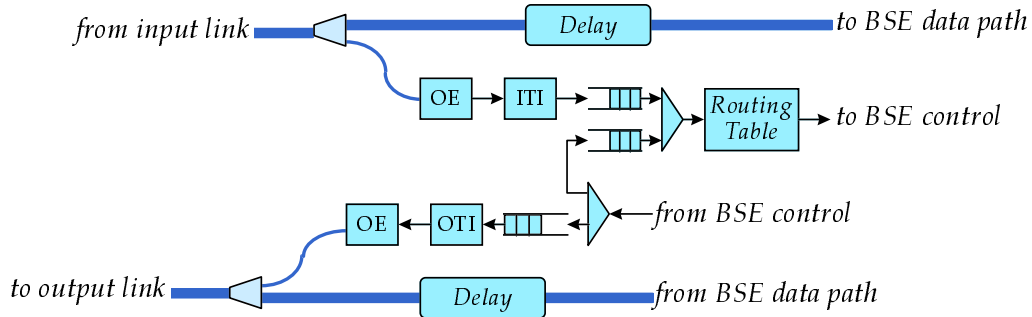 from input link
Delay
to BSE data path
OE
ITI
Routing
Table
to BSE control
OE
OTI
from BSE control
to output link
Delay
from BSE data path